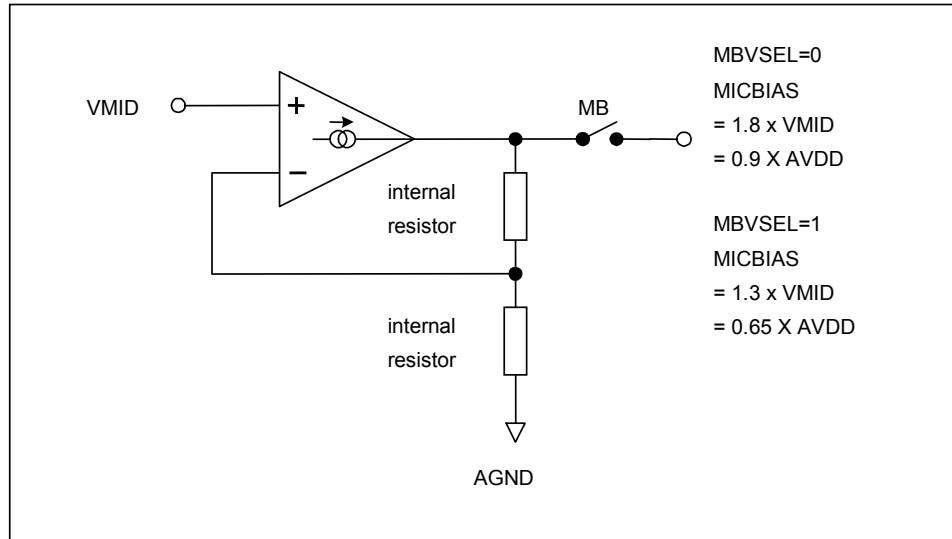 VMID
+
−
MB
internal
resistor
internal
resistor
AGND
MBVSEL=0
MICBIAS
= 1.8 x VMID
= 0.9 X AVDD
MBVSEL=1
MICBIAS
= 1.3 x VMID
= 0.65 X AVDD